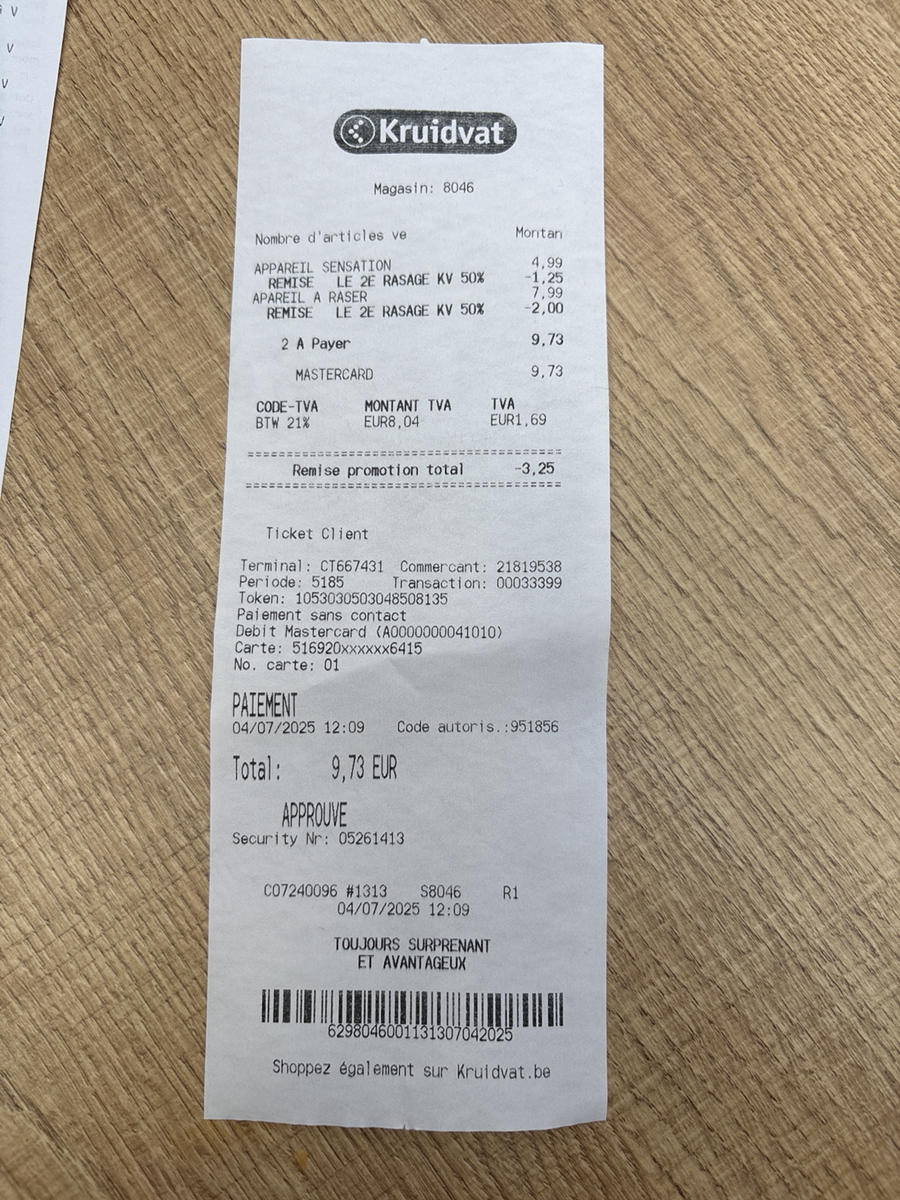 Kruidvat
Magasin: 8046
Nombre d'articles ve Montan
APPAREIL SENSATION 4,99
REMISE LE 2E RASAGE KV 50% -1,25
APAREIL A RASER 7,99
REMISE LE 2E RASAGE KV 50% -2,00
2 A Payer 9,73
MASTERCARD 9,73
CODE-TVA MONTANT TVA TVA
BTW 21% EUR8,04 EUR1,69
================================================
Remise promotion total -3,25
================================================
Ticket Client
Terminal: CT667431 Commercant: 21819538
Periode: 5185 Transaction: 00033399
Token: 1053030503048508135
Paiement sans contact
Debit Mastercard (A0000000041010)
Carte: 516920xxxxxx6415
No. carte: 01
PAIEMENT
04/07/2025 12:09 Code autoris.:951856
Total: 9,73 EUR
APPROUVE
Security Nr: 05261413
C07240096 #1313 S8046 R1
04/07/2025 12:09
TOUJOURS SURPRENANT
ET AVANTAGEUX
6298046001131307042025
Shoppez également sur Kruidvat.be